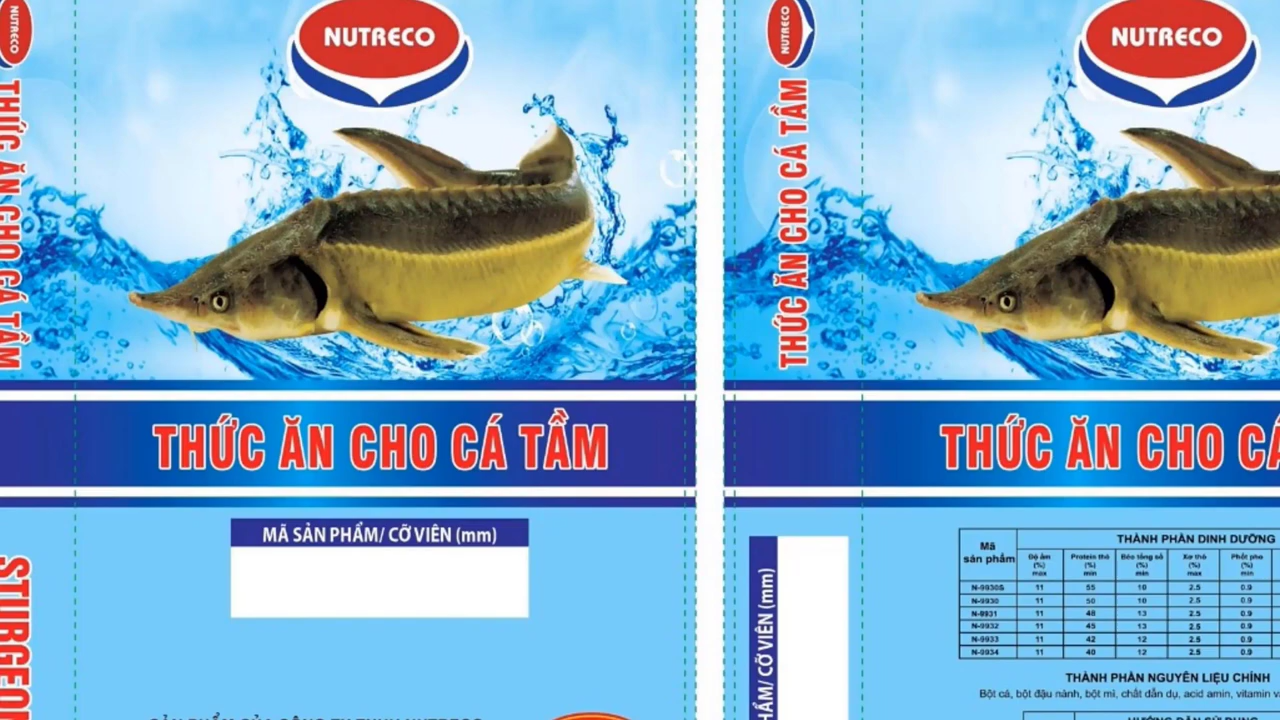 NUTRECO
THỨC ĂN CHO CÁ TẦM
NUTRECO
THỨC ĂN CHO CÁ TẦM
MÃ SẢN PHẨM/ CỠ VIÊN (mm)
STURGEON
NUTRECO
THỨC ĂN CHO CÁ TẦM
NUTRECO
THỨC ĂN CHO CÁ
PHẨM/ CỠ VIÊN (mm)
Mã sản phẩm THÀNH PHẦN DINH DƯỠNG
Độ ẩm (%) max Protein thô (%) min Béo tổng số (%) min Xơ thô (%) max Phốt pho (%) min
N-9930S 11 55 10 2.5 0.9
N-9930 11 50 10 2.5 0.9
N-9931 11 48 13 2.5 0.9
N-9932 11 45 13 2.5 0.9
N-9933 11 42 12 2.5 0.9
N-9934 11 40 12 2.5 0.9
THÀNH PHẦN NGUYÊN LIỆU CHÍNH
Bột cá, bột đậu nành, bột mì, chất dẫn dụ, acid amin, vitamin